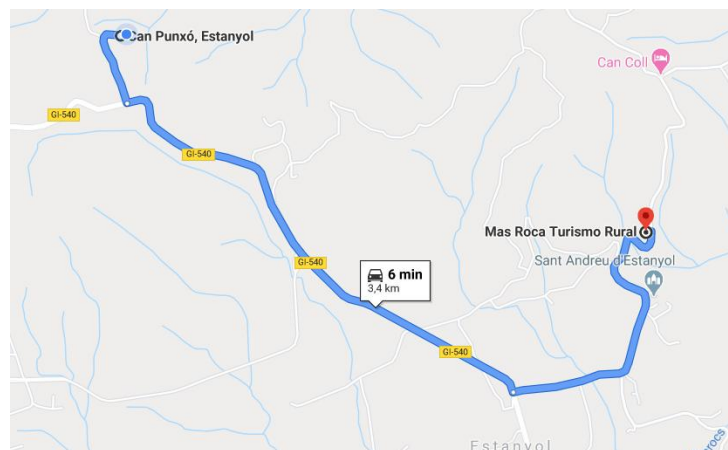 Can Punxó, Estanyol
Can Coll
GI-540
GI-540
Mas Roca Turismo Rural
Sant Andreu d'Estanyol
GI-540
6 min
3,4 km
GI-540
Estanyol